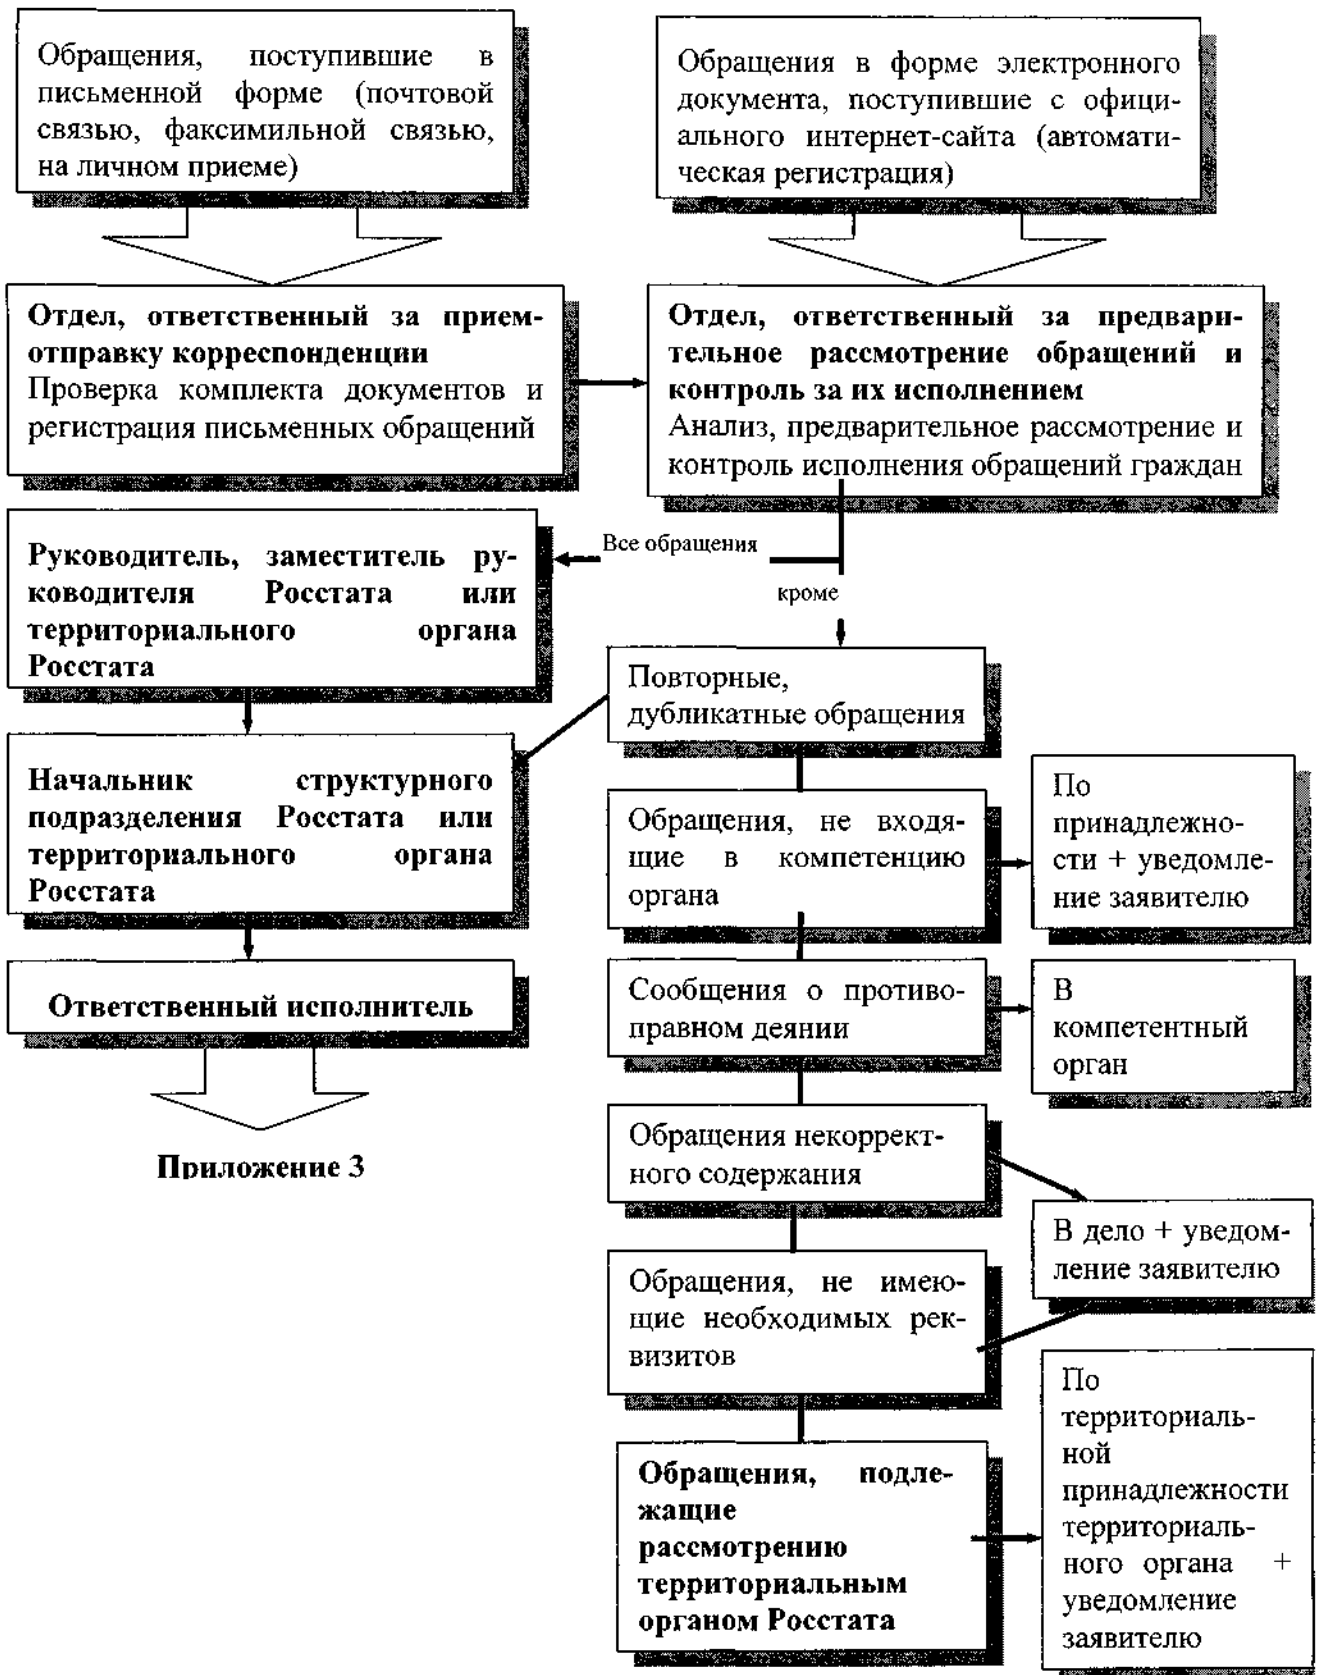 Обращения, поступившие в
письменной форме (почтовой
связью, факсимильной связью,
на личном приеме)
Обращения в форме электронного
документа, поступившие с офици-
ального интернет-сайта (автомати-
ческая регистрация)
Отдел, ответственный за прием-
отправку корреспонденции
Проверка комплекта документов и
регистрация письменных обращений
Отдел, ответственный за предвари-
тельное рассмотрение обращений и
контроль за их исполнением
Анализ, предварительное рассмотрение и
контроль исполнения обращений граждан
Все обращения
кроме
Руководитель, заместитель ру-
ководителя Росстата или
территориального органа
Росстата
Повторные,
дубликатные обращения
Начальник структурного
подразделения Росстата или
территориального органа
Росстата
Обращения, не входя-
щие в компетенцию
органа
По
принадлежно-
сти + уведомле-
ние заявителю
Ответственный исполнитель
Сообщения о противо-
правном деянии
В
компетентный
орган
Приложение 3
Обращения некоррект-
ного содержания
В дело + уведом-
ление заявителю
Обращения, не имею-
щие необходимых рек-
визитов
Обращения, подле-
жащие
рассмотрению
территориальным
органом Росстата
По
территориаль-
ной
принадлежности
территориаль-
ного органа +
уведомление
заявителю